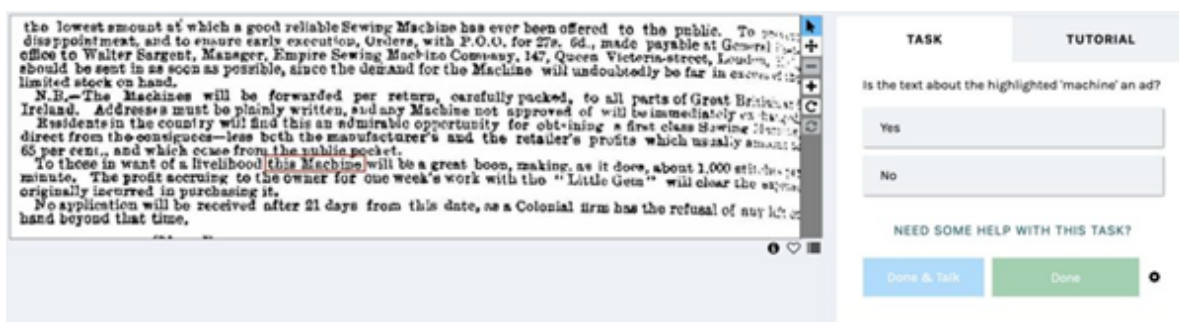 the lowest amount at which a good reliable Sewing Machine has ever been offered to the public. To
disappointment, and to ensure early execution, Orders, with P.O.O. for 27s. 6d., made payable at General
office to Walter Sargent, Manager, Empire Sewing Machine Company, 147, Queen Victoria-street, London,
should be sent in as soon as possible, since the demand for the Machine will undoubtedly be far in excess of the
limited stock on hand.
N.B.—The Machines will be forwarded per return, carefully packed, to all parts of Great Britain
Ireland. Addresses must be plainly written, and any Machine not approved of will be immediately
Residents in the country will find this an admirable opportunity for obtaining a first class Sewing
direct from the consignees—less both the manufacturer's and the retailer's profits which usually amount
65 per cent., and which come from the public pocket.
To those in want of a livelihood this Machine will be a great boon, making, as it does, about 1,000 stitches per
minute. The profit accruing to the owner for one week's work with the "Little Gem" will clear the
originally incurred in purchasing it.
No application will be received after 21 days from this date, as a Colonial firm has the refusal of any left on
hand beyond that time.
TASK
TUTORIAL
Is the text about the highlighted 'machine' an ad?
Yes
No
NEED SOME HELP WITH THIS TASK?
Done & Talk
Done